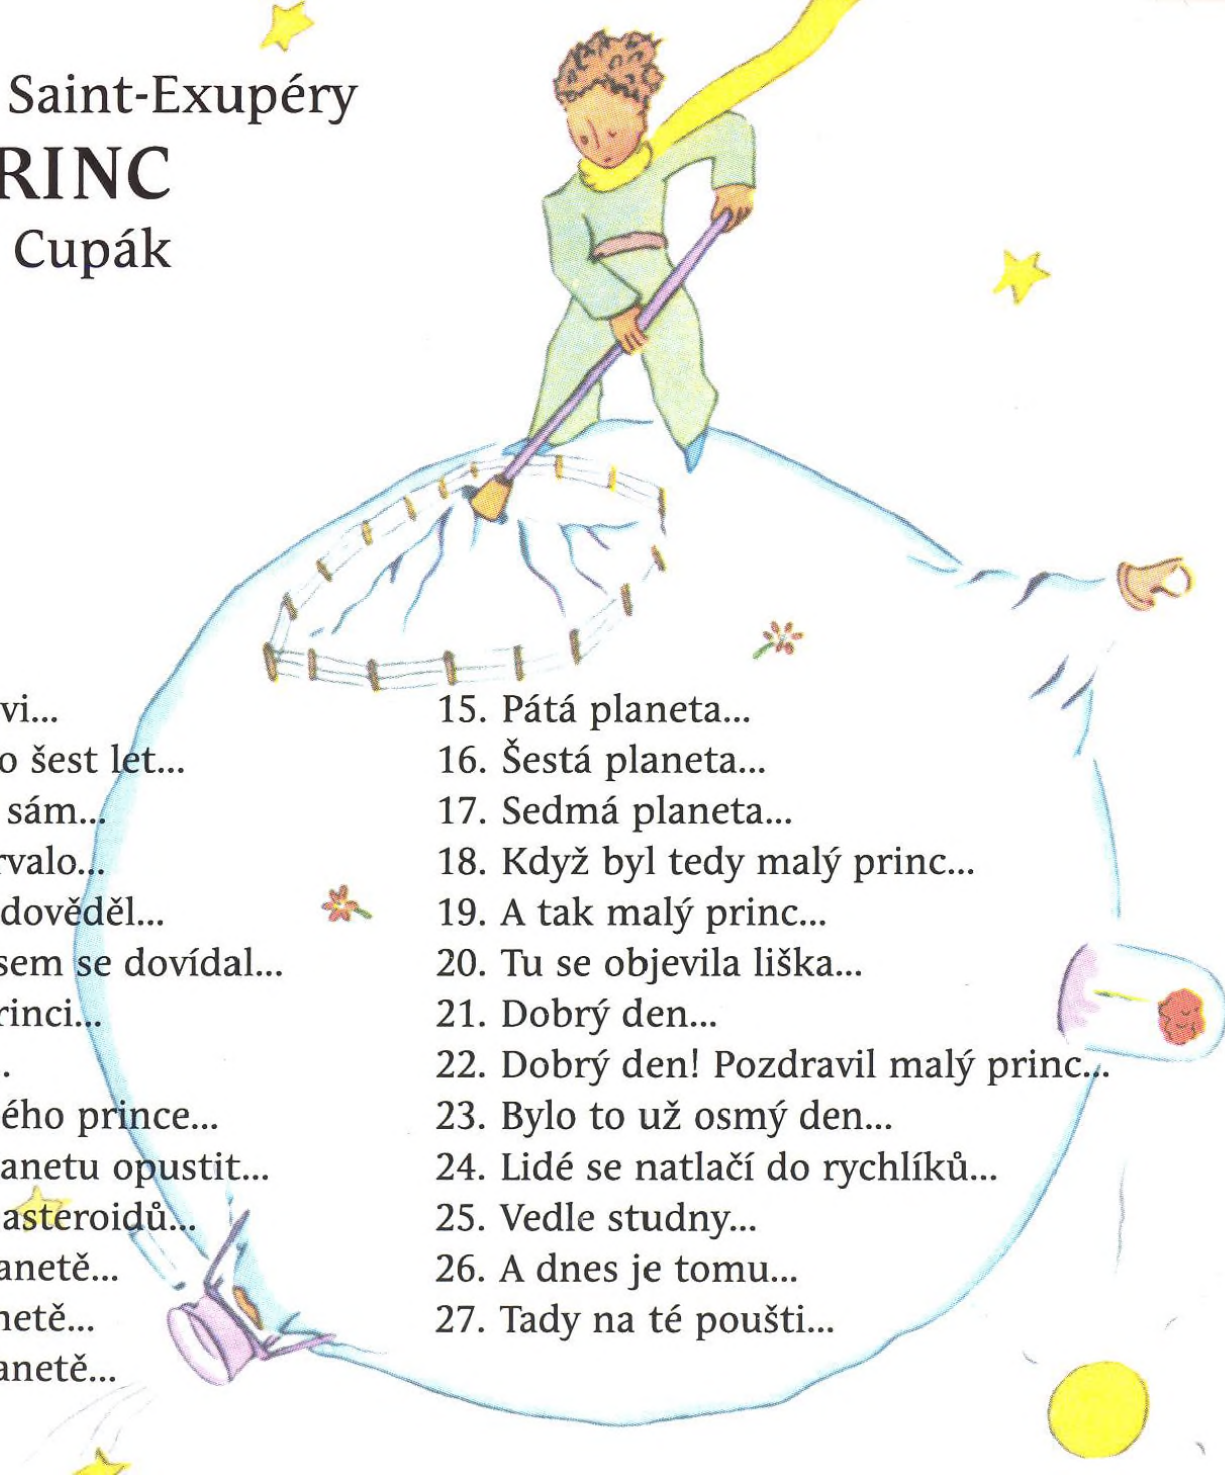 Saint-Exupéry
RINC
Cupák
vi...
o šest let...
sám...
rvalo...
dověděl...
sem se dovídal...
rinci...
.
ého prince...
anetu opustit...
asteroidů...
anetě...
netě...
anetě...
15. Pátá planeta...
16. Šestá planeta...
17. Sedmá planeta...
18. Když byl tedy malý princ...
19. A tak malý princ...
20. Tu se objevila liška...
21. Dobrý den...
22. Dobrý den! Pozdravil malý princ...
23. Bylo to už osmý den...
24. Lidé se natlačí do rychlíků...
25. Vedle studny...
26. A dnes je tomu...
27. Tady na té poušti...